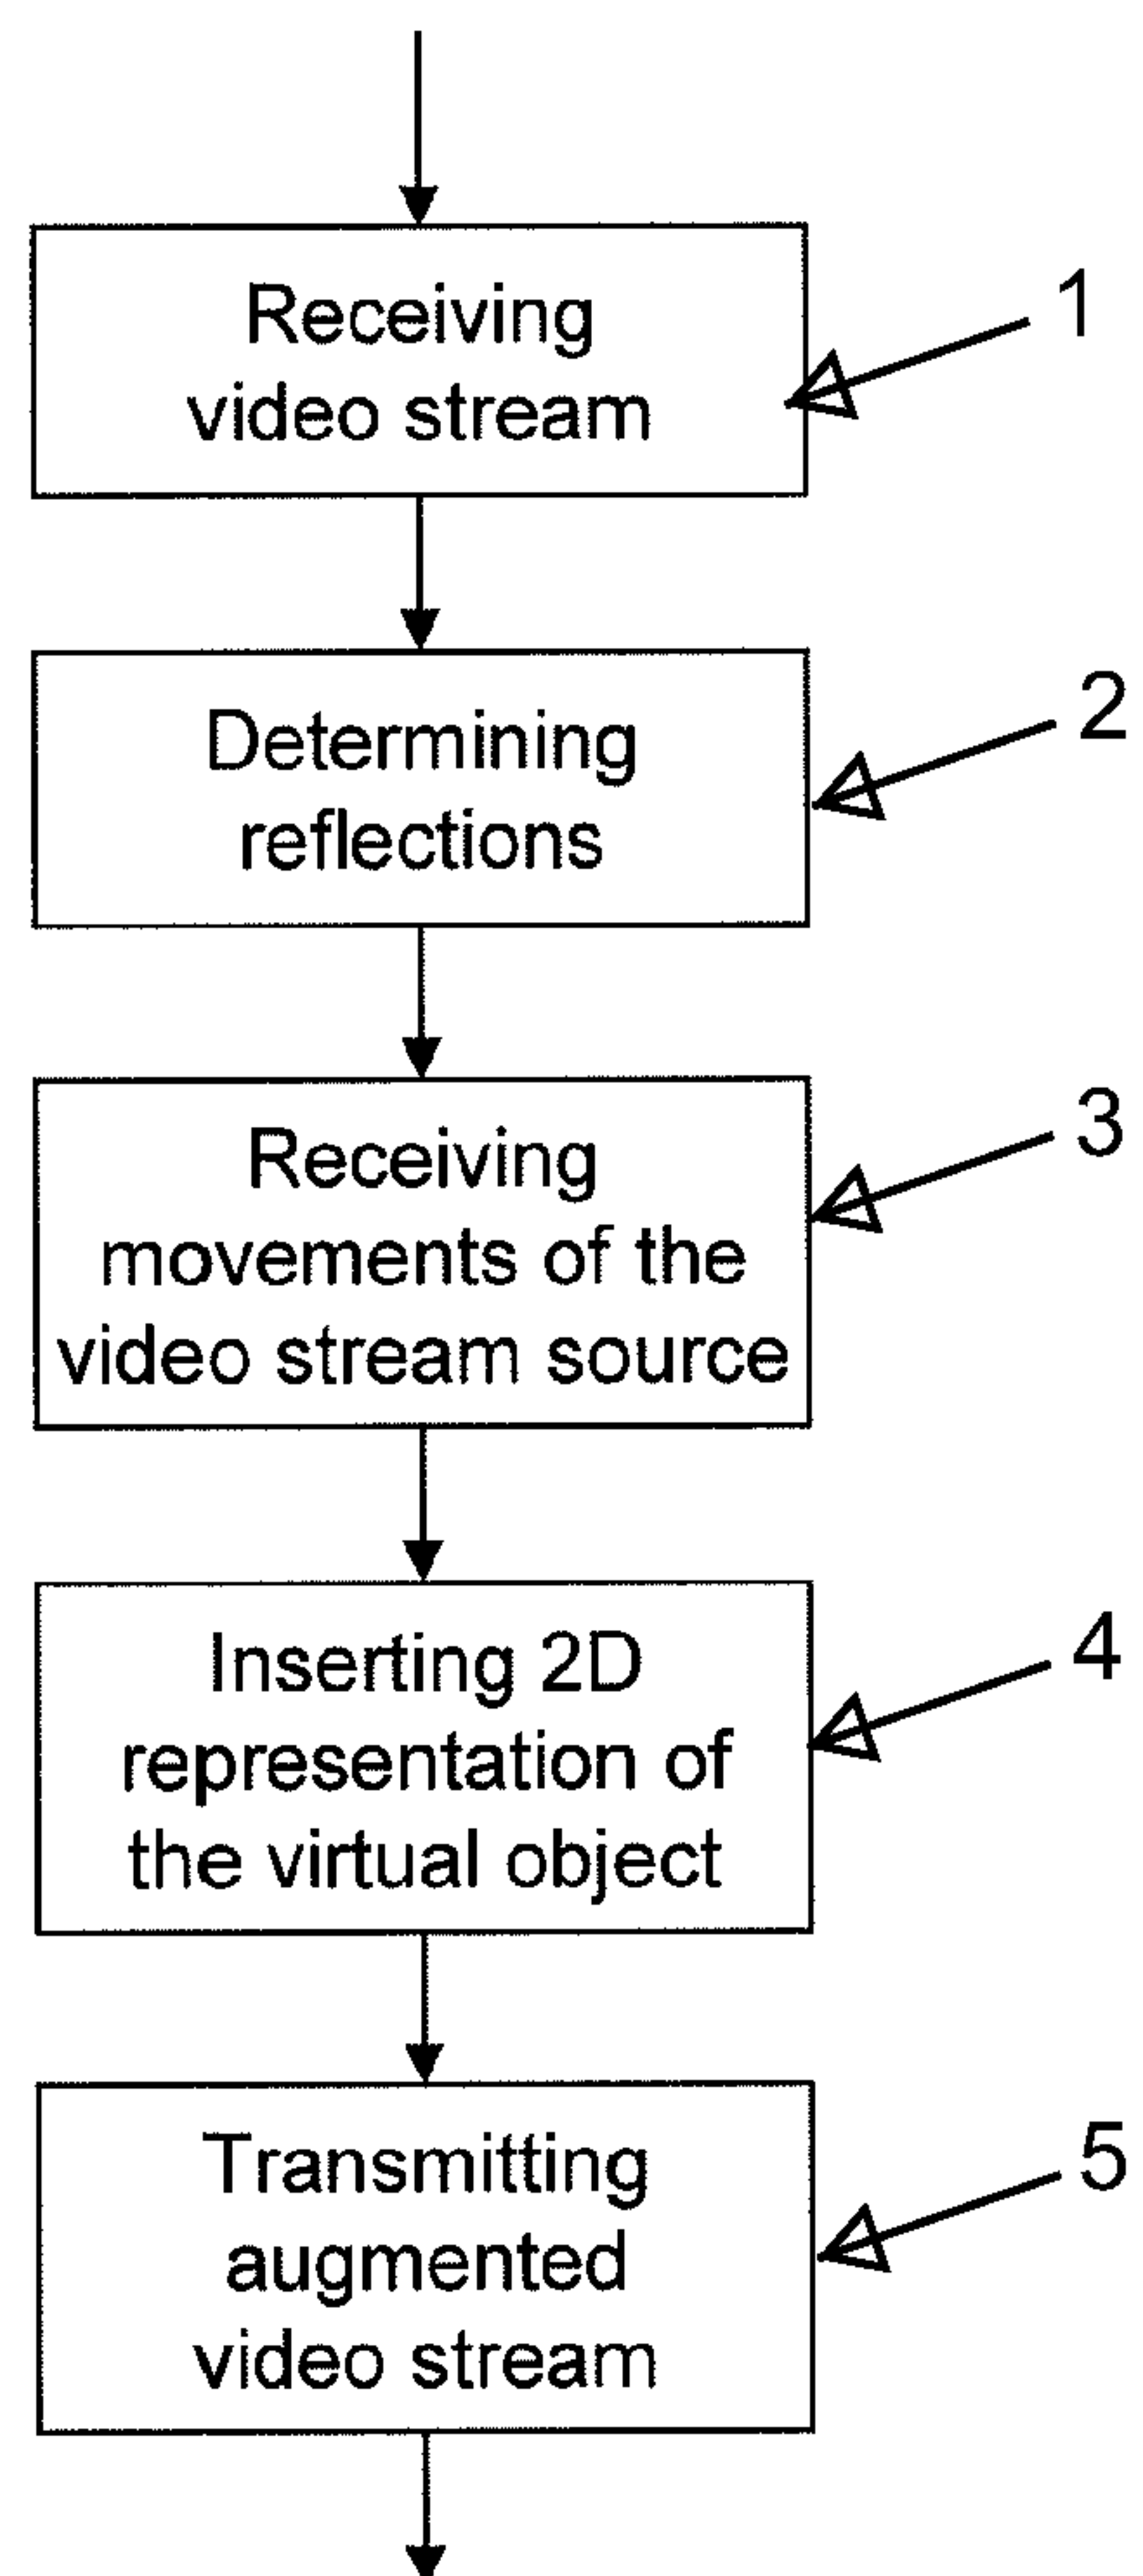 Receiving
video stream
1
Determining
reflections
2
Receiving
movements of the
video stream source
3
Inserting 2D
representation of
the virtual object
4
Transmitting
augmented
video stream
5